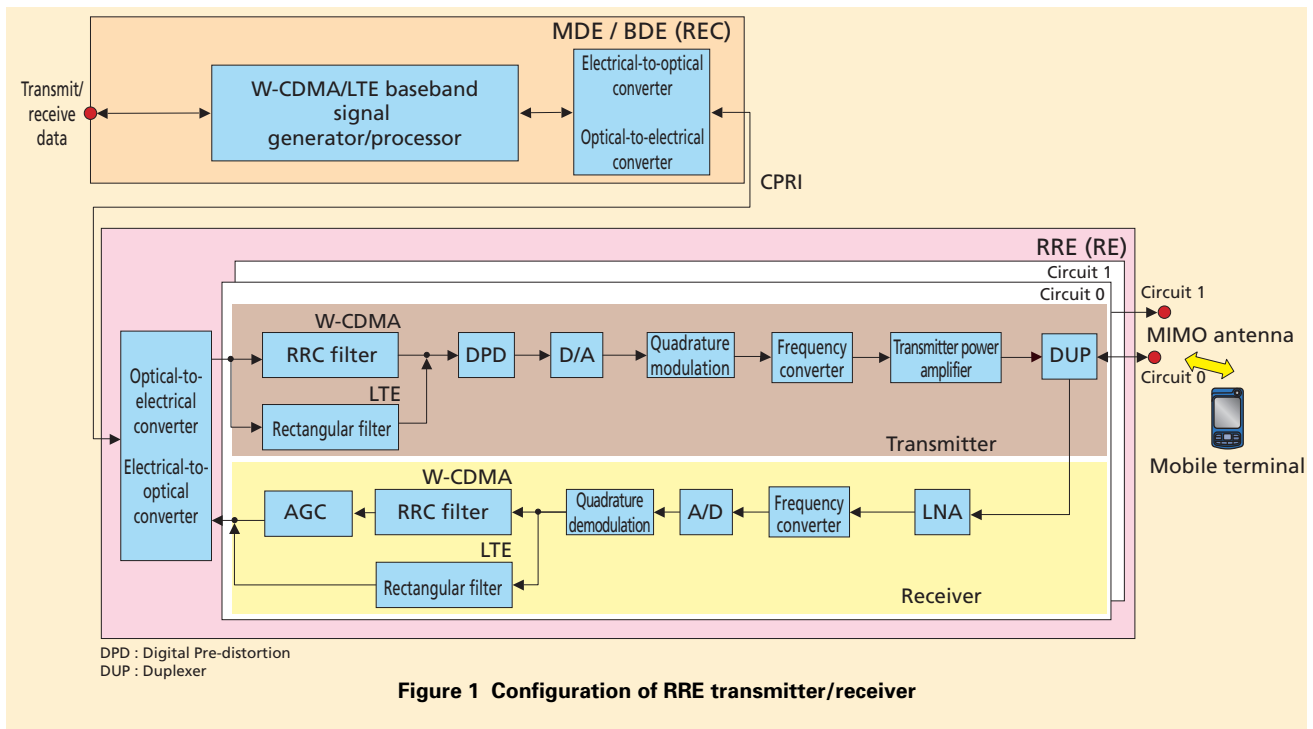 MDE / BDE (REC)
Transmit/
receive
data
W-CDMA/LTE baseband
signal
generator/processor
Electrical-to-optical
converter
Optical-to-electrical
converter
CPRI
RRE (RE)
Circuit 1
Circuit 0
Optical-to-
electrical
converter
Electrical-to-
optical
converter
W-CDMA
RRC filter
LTE
Rectangular filter
DPD
D/A
Quadrature
modulation
Frequency
converter
Transmitter power
amplifier
DUP
Transmitter
Circuit 1
MIMO antenna
Circuit 0
Mobile terminal
W-CDMA
AGC
RRC filter
LTE
Rectangular filter
Quadrature
demodulation
A/D
Frequency
converter
LNA
Receiver
DPD : Digital Pre-distortion
DUP : Duplexer
Figure 1 Configuration of RRE transmitter/receiver